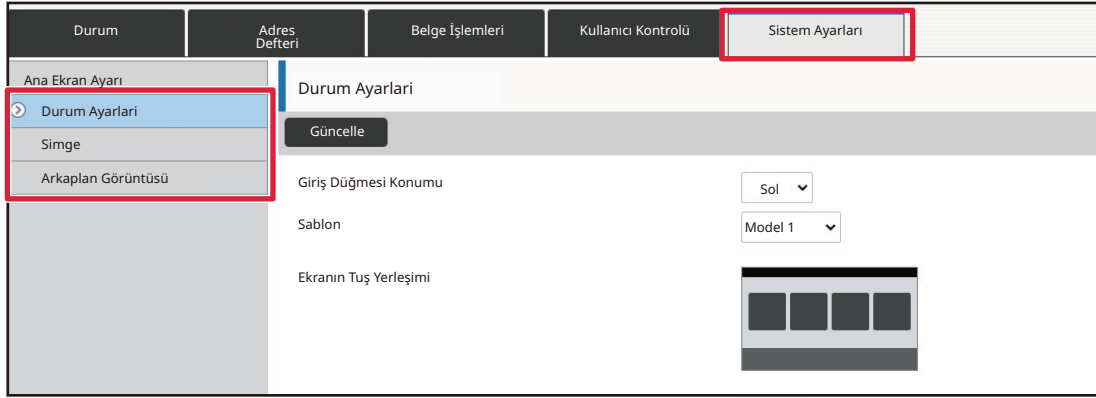 Durum
Adres
Defteri
Belge İşlemleri
Kullanıcı Kontrolü
Sistem Ayarları
Ana Ekran Ayarı
Durum Ayarlari
Simge
Arkaplan Görüntüsü
Durum Ayarlari
Güncelle
Giriş Düğmesi Konumu
Sol
Sablon
Model 1
Ekranın Tuş Yerleşimi